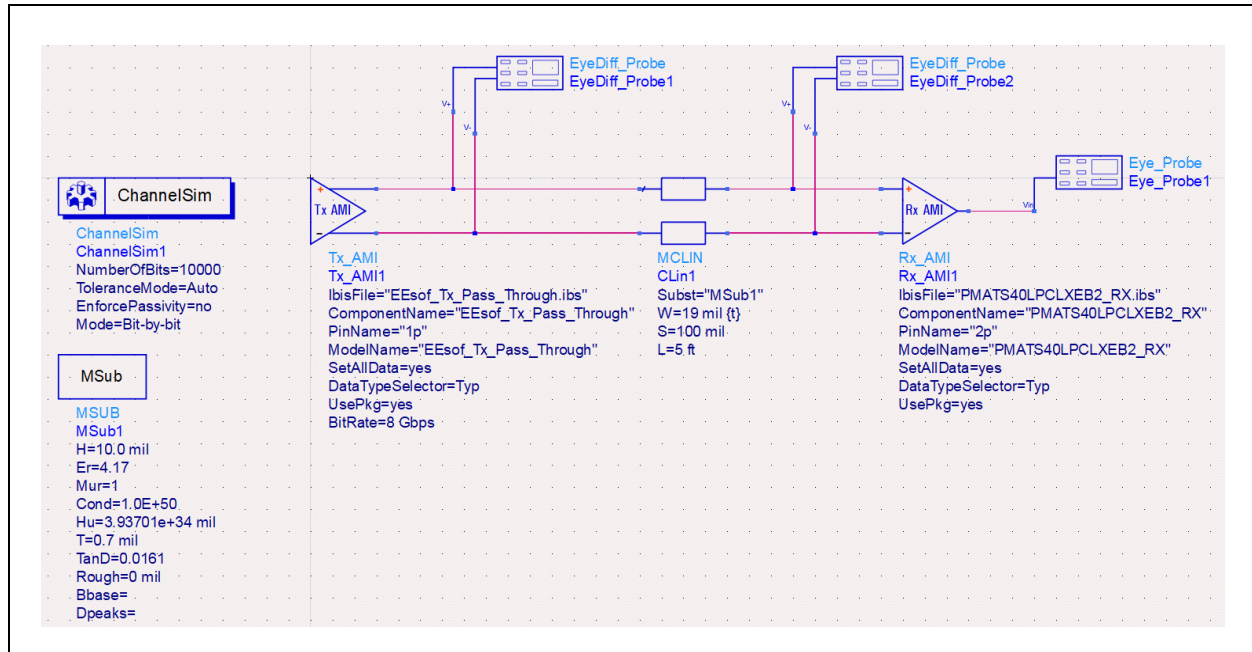 EyeDiff_Probe
EyeDiff_Probe1
V+
V-
EyeDiff_Probe
EyeDiff_Probe2
V+
V-
Eye_Probe
Eye_Probe1
Vin
ChannelSim
ChannelSim
ChannelSim1
NumberOfBits=10000
ToleranceMode=Auto
EnforcePassivity=no
Mode=Bit-by-bit
MSub
MSUB
MSub1
H=10.0 mil
Er=4.17
Mur=1
Cond=1.0E+50
Hu=3.93701e+34 mil
T=0.7 mil
TanD=0.0161
Rough=0 mil
Bbase=
Dpeaks=
+
Tx AMI
−
Tx_AMI
Tx_AMI1
IbisFile="EEsof_Tx_Pass_Through.ibs"
ComponentName="EEsof_Tx_Pass_Through"
PinName="1p"
ModelName="EEsof_Tx_Pass_Through"
SetAllData=yes
DataTypeSelector=Typ
UsePkg=yes
BitRate=8 Gbps
MCLIN
CLin1
Subst="MSub1"
W=19 mil {t}
S=100 mil
L=5 ft
+
Rx AMI
−
Rx_AMI
Rx_AMI1
IbisFile="PMATS40LPCLXEB2_RX.ibs"
ComponentName="PMATS40LPCLXEB2_RX"
PinName="2p"
ModelName="PMATS40LPCLXEB2_RX"
SetAllData=yes
DataTypeSelector=Typ
UsePkg=yes